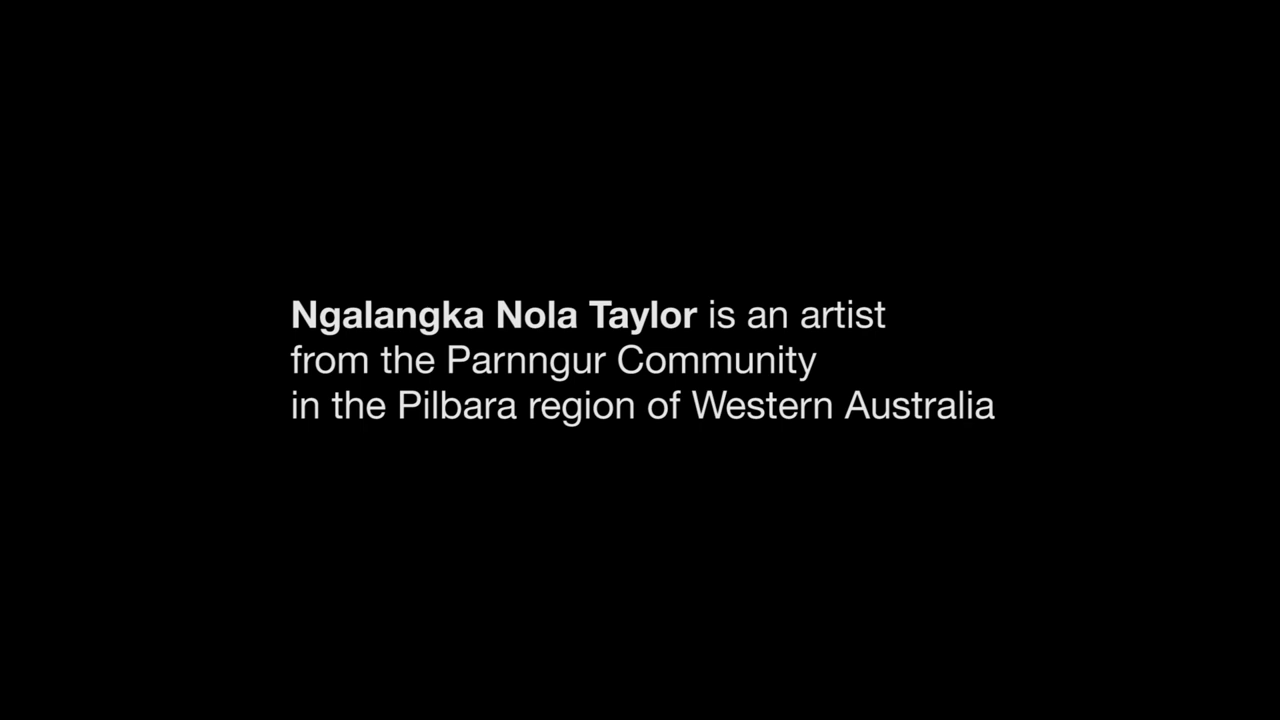 Ngalangka Nola Taylor is an artist
from the Parnngur Community
in the Pilbara region of Western Australia